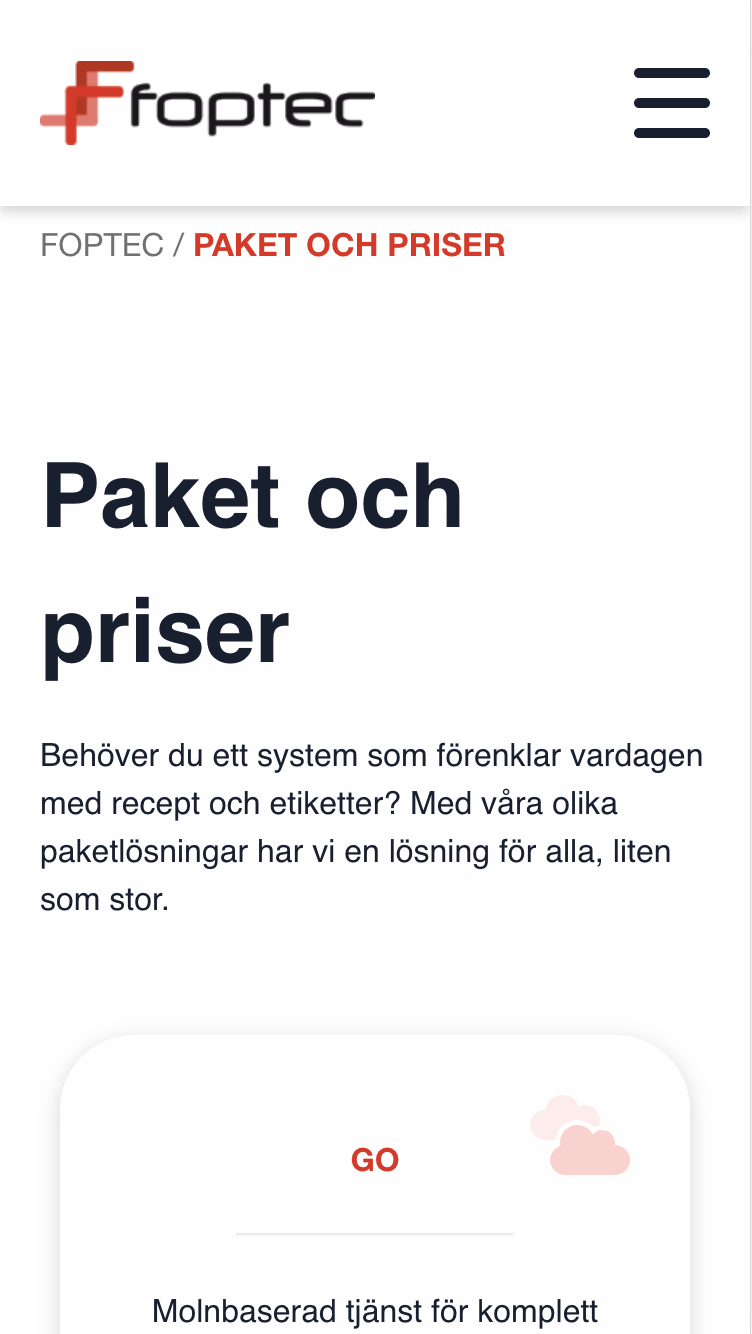 foptec
FOPTEC / PAKET OCH PRISER
Paket och
priser
Behöver du ett system som förenklar vardagen
med recept och etiketter? Med våra olika
paketlösningar har vi en lösning för alla, liten
som stor.
GO
Molnbaserad tjänst för komplett